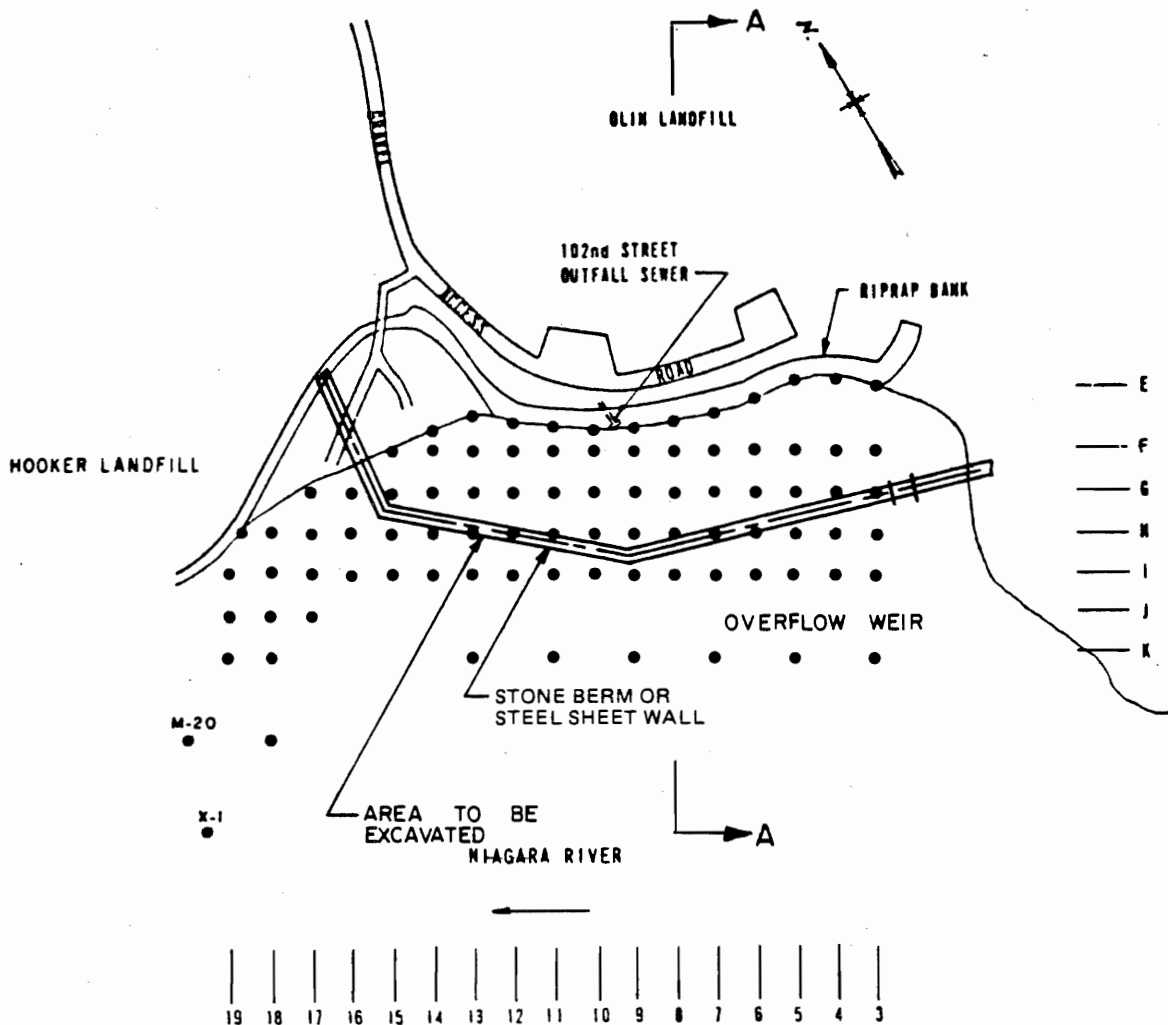 A
N
OLIN LANDFILL
GRAVEL
INGESS
ROAD
102nd STREET
OUTFALL SEWER
RIPRAP BANK
E
HOOKER LANDFILL
F
G
H
I
OVERFLOW WEIR
J
K
STONE BERM OR
STEEL SHEET WALL
M-20
X-1
AREA TO BE
EXCAVATED
A
NIAGARA RIVER
19 18 17 16 15 14 13 12 11 10 9 8 7 6 5 4 3